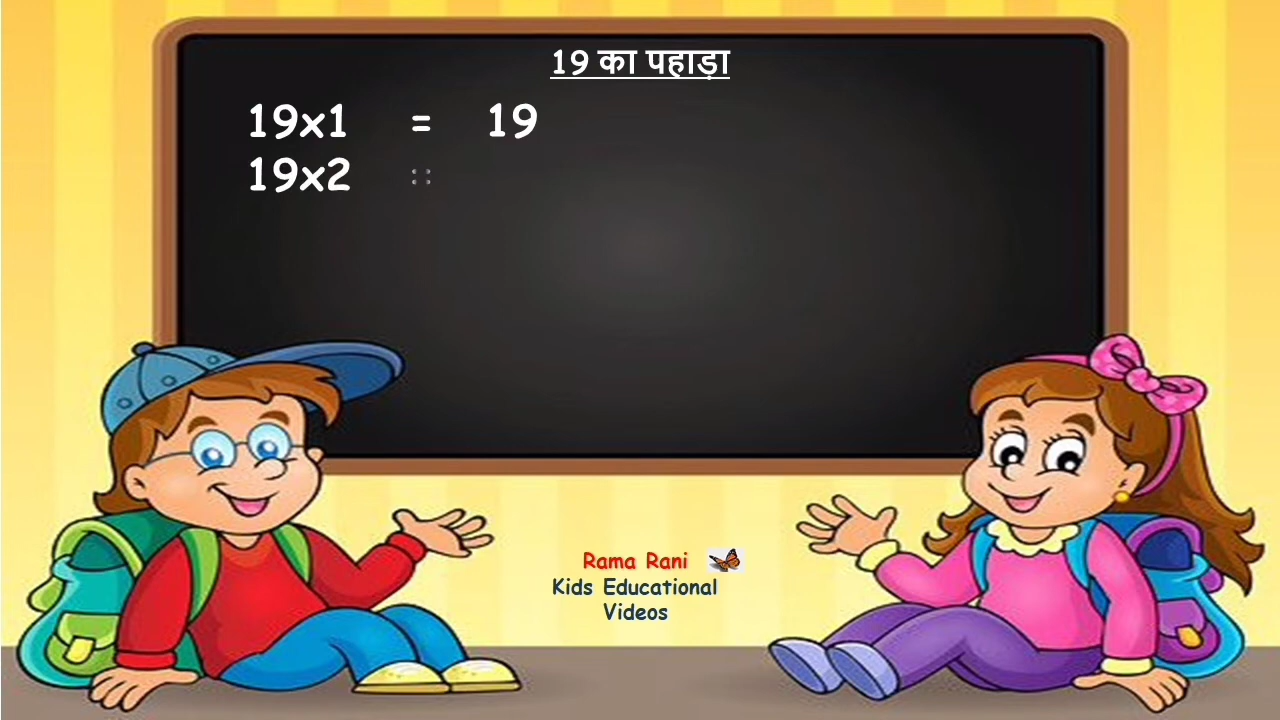 19 का पहाड़ा
19x1 = 19
19x2
Rama Rani
Kids Educational
Videos